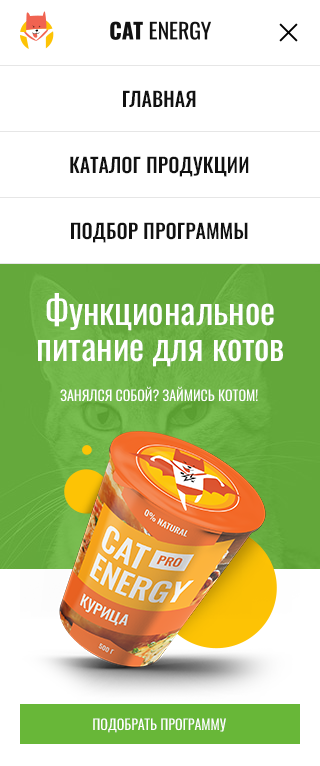 CAT ENERGY
ГЛАВНАЯ
КАТАЛОГ ПРОДУКЦИИ
ПОДБОР ПРОГРАММЫ
Функциональное
питание для котов
ЗАНЯЛСЯ СОБОЙ? ЗАЙМИСЬ КОТОМ!
0% NATURAL
CAT PRO
ENERGY
КУРИЦА
500 Г
ПОДОБРАТЬ ПРОГРАММУ